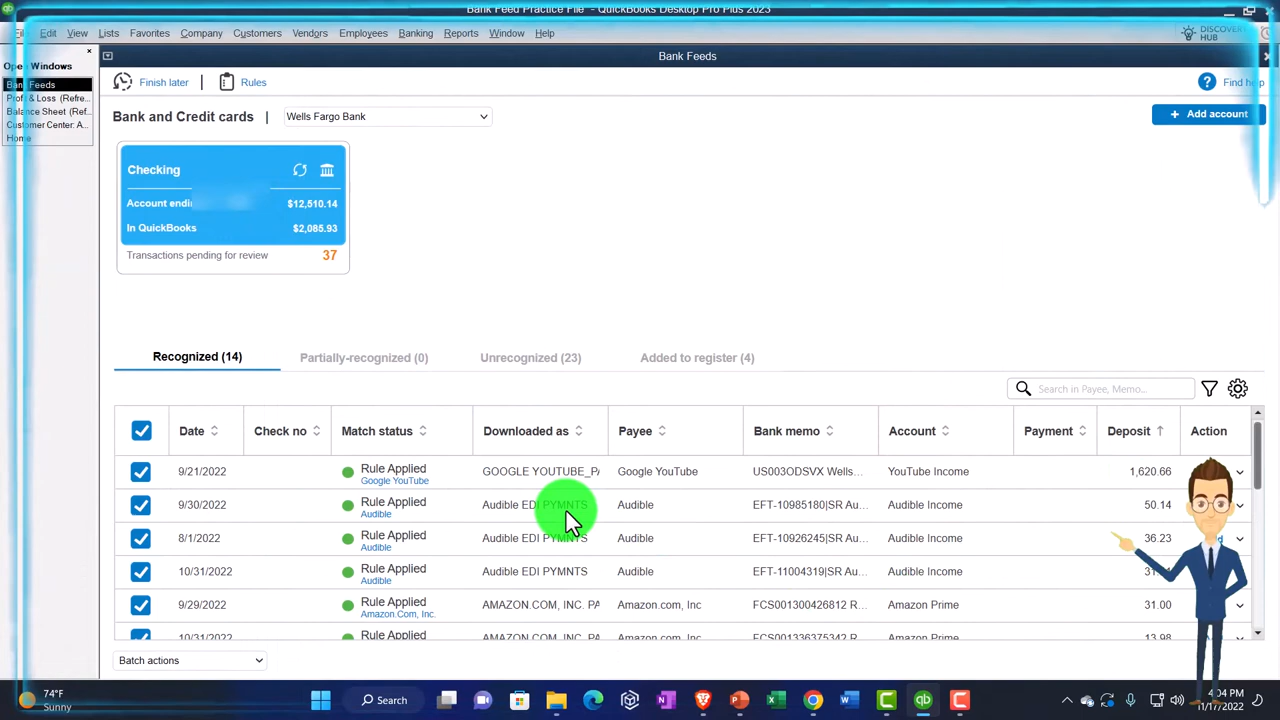 Bank Feed Practice File - QuickBooks Desktop Pro Plus 2023
File Edit View Lists Favorites Company Customers Vendors Employees Banking Reports Window Help
DISCOVERY HUB
Open Windows
Bank Feeds
Profit & Loss (Refre...
Balance Sheet (Ref...
Customer Center: A...
Home
Bank Feeds
Finish later | Rules
Find help
Bank and Credit cards | Wells Fargo Bank
+ Add account
Checking
Account endi $12,510.14
In QuickBooks $2,085.93
Transactions pending for review 37
Recognized (14) Partially-recognized (0) Unrecognized (23) Added to register (4)
Search in Payee, Memo...
Date Check no Match status Downloaded as Payee Bank memo Account Payment Deposit Action
9/21/2022 Rule Applied GOOGLE YOUTUBE_PA Google YouTube US003ODSVX Wells... YouTube Income 1,620.66
Google YouTube
9/30/2022 Rule Applied Audible EDI PYMNTS Audible EFT-10985180|SR Au... Audible Income 50.14
Audible
8/1/2022 Rule Applied Audible EDI PYMNTS Audible EFT-10926245|SR Au... Audible Income 36.23
Audible
10/31/2022 Rule Applied Audible EDI PYMNTS Audible EFT-11004319|SR Au... Audible Income
Audible
9/29/2022 Rule Applied AMAZON.COM, INC. PA Amazon.com, Inc FCS001300426812 R... Amazon Prime 31.00
Amazon.Com, Inc.
10/31/2022 Rule Applied AMAZON.COM, INC. PA Amazon.com, Inc FCS001336375342 R Amazon Prime 13.98
Batch actions
74°F
Sunny
Search
4:04 PM
11/17/2022